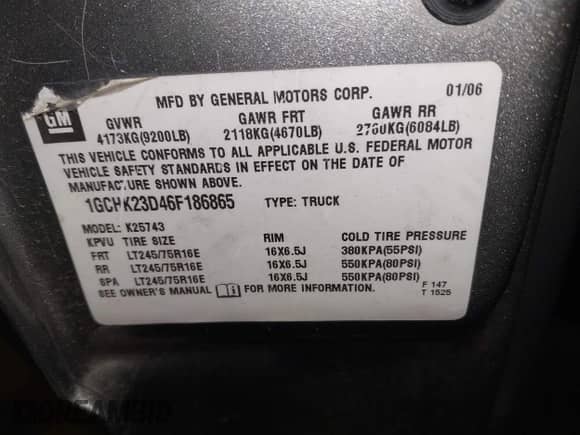 MFD BY GENERAL MOTORS CORP. 01/06
GM
GVWR GAWR FRT GAWR RR
4173KG(9200LB) 2118KG(4670LB) 2760KG(6084LB)
THIS VEHICLE CONFORMS TO ALL APPLICABLE U.S. FEDERAL MOTOR
VEHICLE SAFETY STANDARDS IN EFFECT ON THE DATE OF
MANUFACTURE SHOWN ABOVE.
1GCHK23D46F186865 TYPE: TRUCK
MODEL: K25743
KPVU TIRE SIZE RIM COLD TIRE PRESSURE
FRT LT245/75R16E 16X6.5J 380KPA(55PSI)
RR LT245/75R16E 16X6.5J 550KPA(80PSI)
SPA LT245/75R16E 16X6.5J 550KPA(80PSI)
SEE OWNER'S MANUAL FOR MORE INFORMATION.
F 147
T 1525